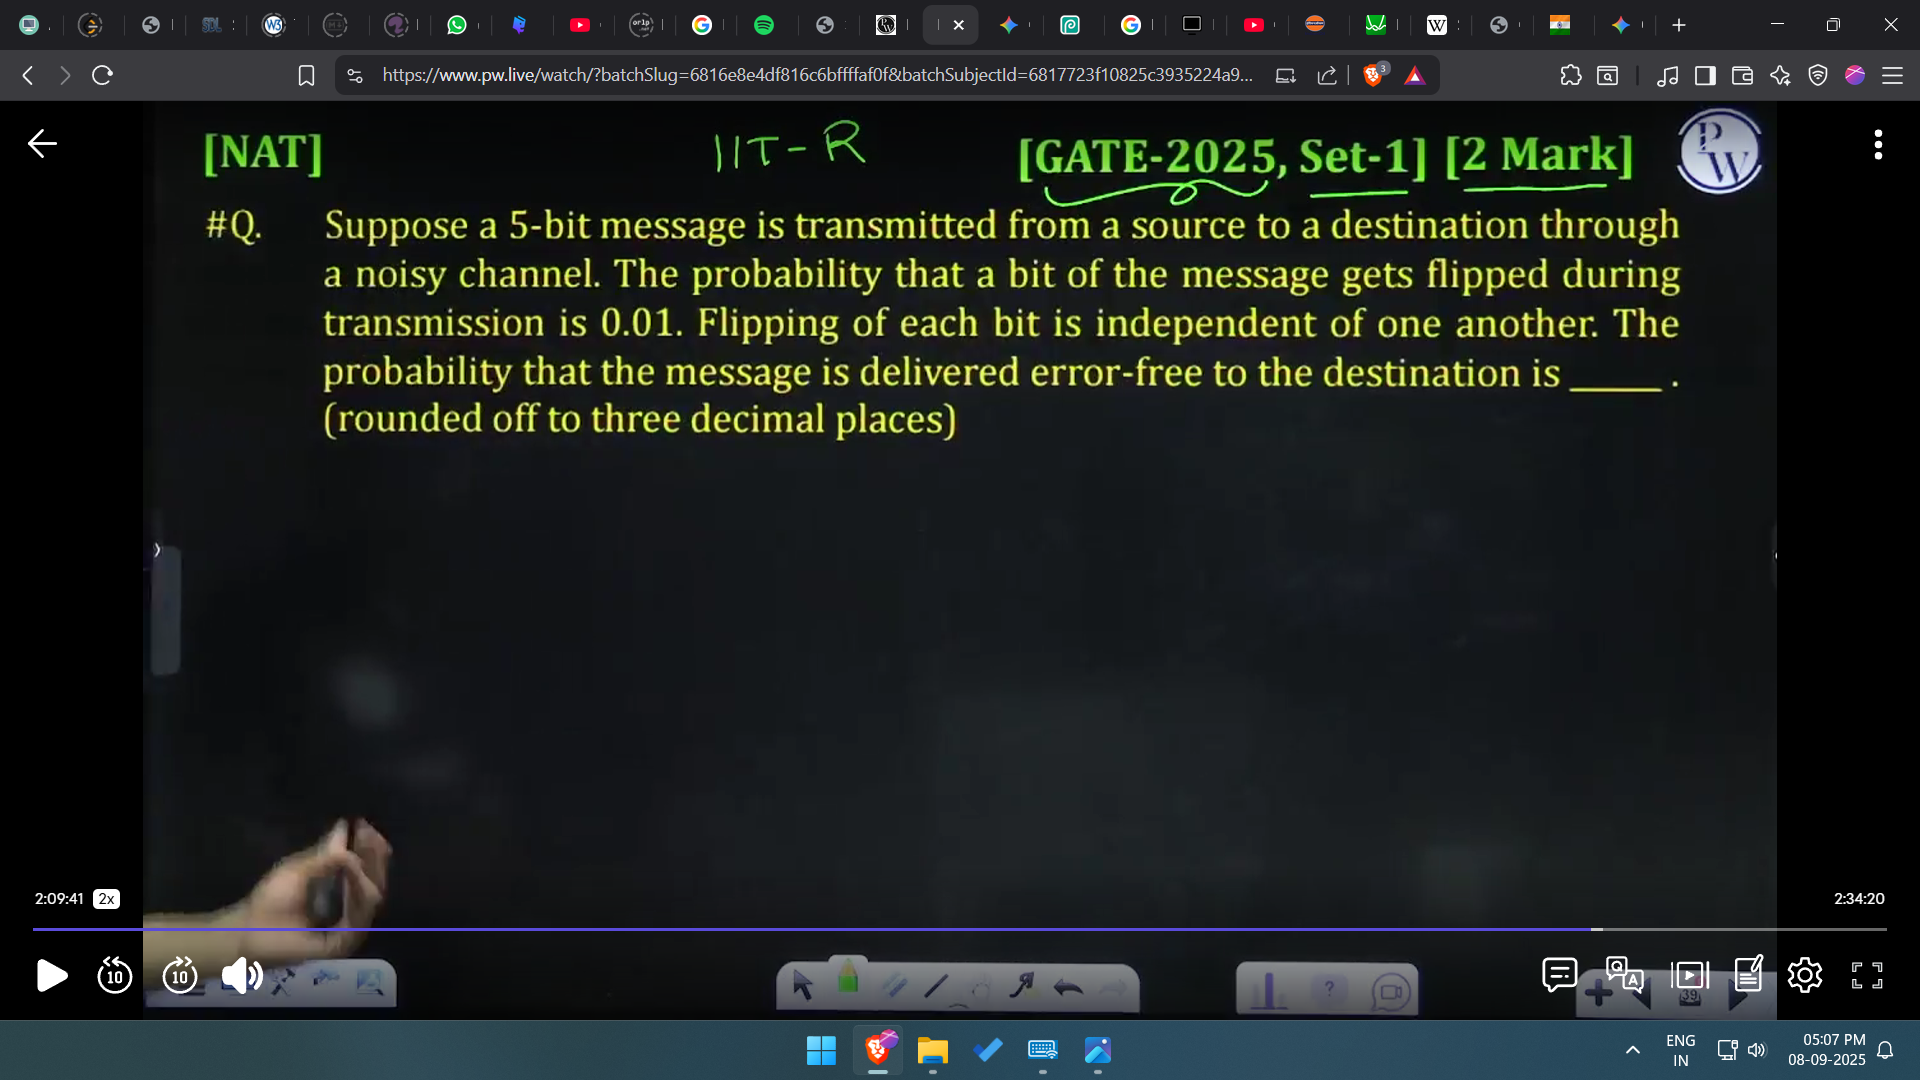 https://www.pw.live/watch/?batchSlug=6816e8e4df816c6bffffaf0f&batchSubjectId=6817723f10825c3935224a9...
3
[NAT]
IIT-R
[GATE-2025, Set-1] [2 Mark]
PW
#Q. Suppose a 5-bit message is transmitted from a source to a destination through
a noisy channel. The probability that a bit of the message gets flipped during
transmission is 0.01. Flipping of each bit is independent of one another. The
probability that the message is delivered error-free to the destination is _____ .
(rounded off to three decimal places)
2:09:41 2x
2:34:20
10
10
39
ENG
IN
05:07 PM
08-09-2025